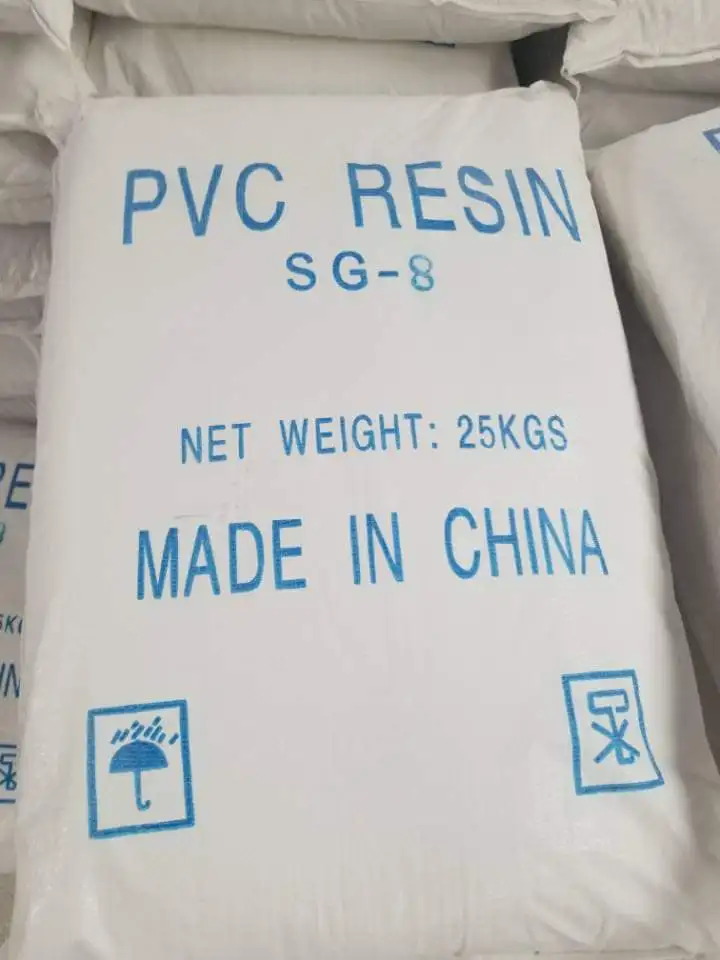 PVC RESIN
SG-8
NET WEIGHT: 25KGS
MADE IN CHINA